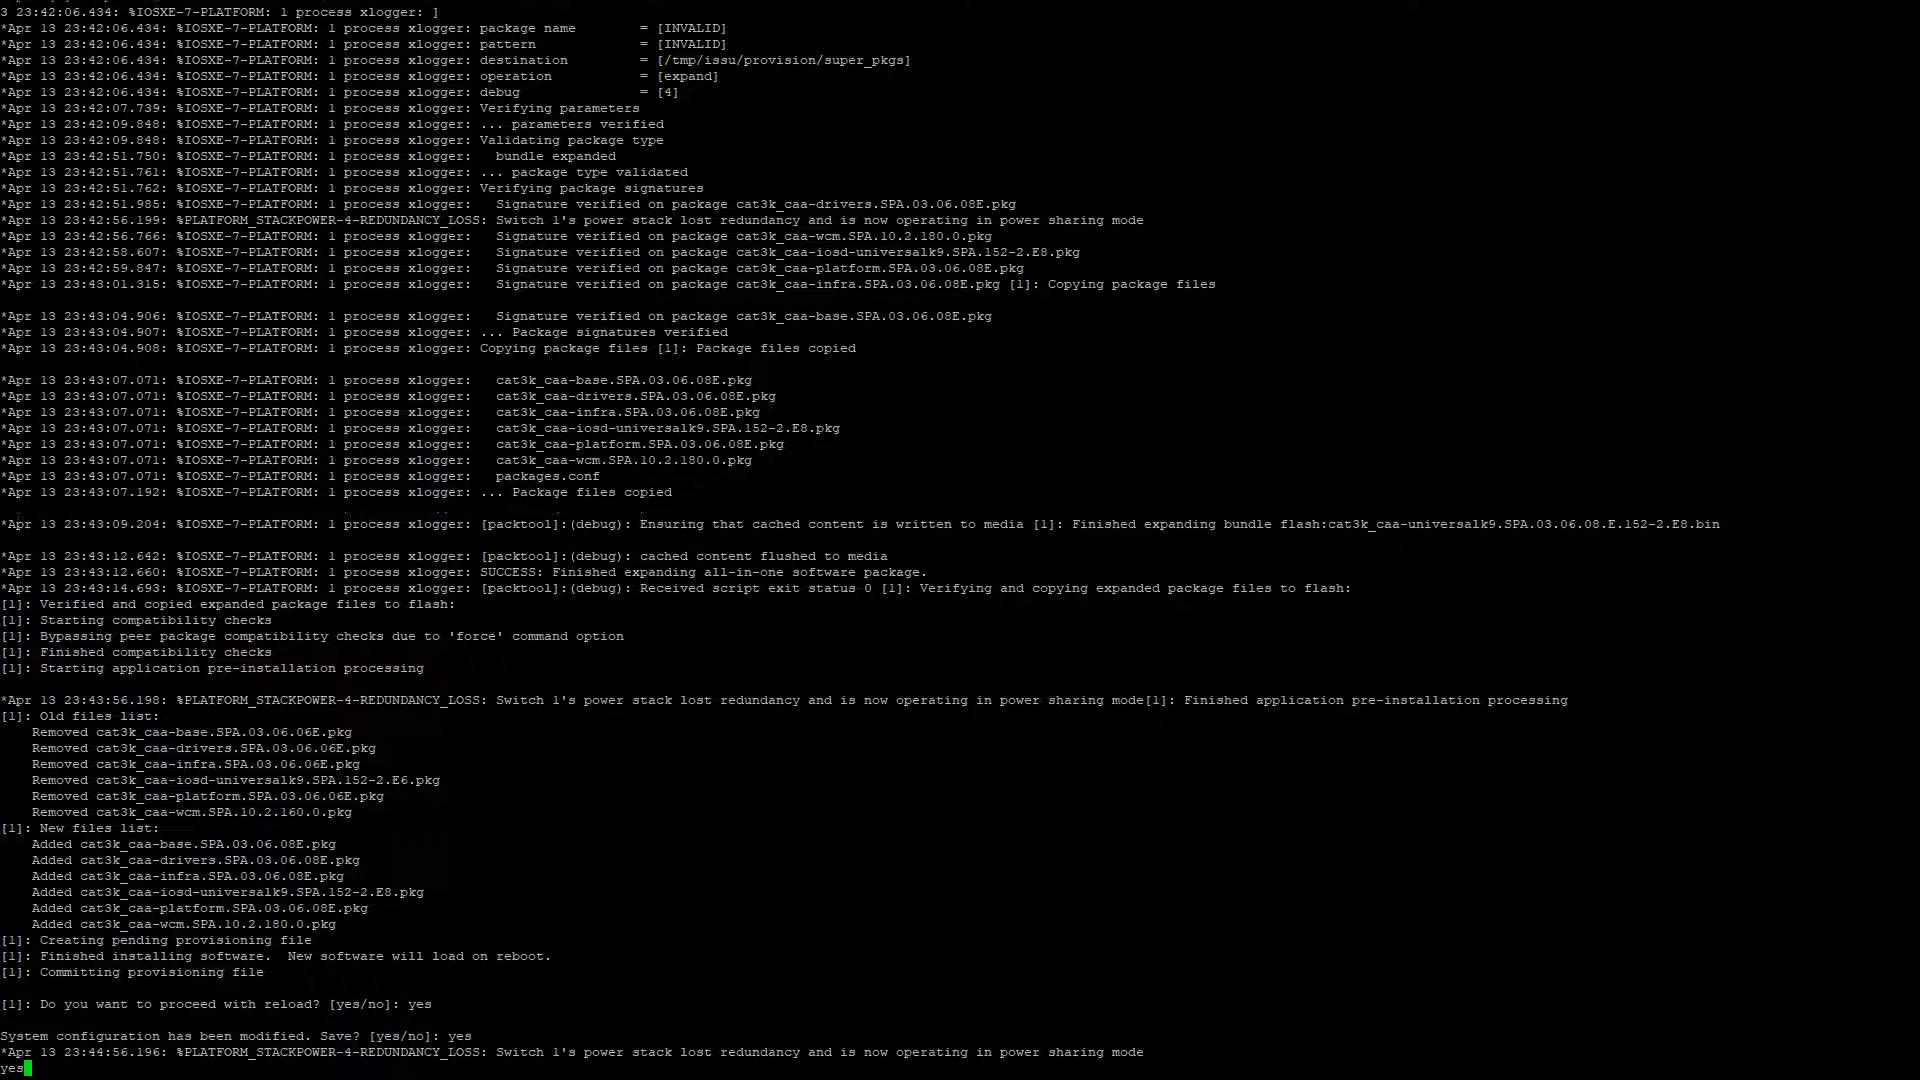 3 23:42:06.434: %IOSXE-7-PLATFORM: 1 process xlogger: ]
*Apr 13 23:42:06.434: %IOSXE-7-PLATFORM: 1 process xlogger: package name        = [INVALID]
*Apr 13 23:42:06.434: %IOSXE-7-PLATFORM: 1 process xlogger: pattern             = [INVALID]
*Apr 13 23:42:06.434: %IOSXE-7-PLATFORM: 1 process xlogger: destination         = [/tmp/issu/provision/super_pkgs]
*Apr 13 23:42:06.434: %IOSXE-7-PLATFORM: 1 process xlogger: operation           = [expand]
*Apr 13 23:42:06.434: %IOSXE-7-PLATFORM: 1 process xlogger: debug               = [4]
*Apr 13 23:42:07.739: %IOSXE-7-PLATFORM: 1 process xlogger: Verifying parameters
*Apr 13 23:42:09.848: %IOSXE-7-PLATFORM: 1 process xlogger: ... parameters verified
*Apr 13 23:42:09.848: %IOSXE-7-PLATFORM: 1 process xlogger: Validating package type
*Apr 13 23:42:51.750: %IOSXE-7-PLATFORM: 1 process xlogger:   bundle expanded
*Apr 13 23:42:51.761: %IOSXE-7-PLATFORM: 1 process xlogger: ... package type validated
*Apr 13 23:42:51.762: %IOSXE-7-PLATFORM: 1 process xlogger: Verifying package signatures
*Apr 13 23:42:51.985: %IOSXE-7-PLATFORM: 1 process xlogger:   Signature verified on package cat3k_caa-drivers.SPA.03.06.08E.pkg
*Apr 13 23:42:56.199: %PLATFORM_STACKPOWER-4-REDUNDANCY_LOSS: Switch 1's power stack lost redundancy and is now operating in power sharing mode
*Apr 13 23:42:56.766: %IOSXE-7-PLATFORM: 1 process xlogger:   Signature verified on package cat3k_caa-wcm.SPA.10.2.180.0.pkg
*Apr 13 23:42:58.607: %IOSXE-7-PLATFORM: 1 process xlogger:   Signature verified on package cat3k_caa-iosd-universalk9.SPA.152-2.E8.pkg
*Apr 13 23:42:59.847: %IOSXE-7-PLATFORM: 1 process xlogger:   Signature verified on package cat3k_caa-platform.SPA.03.06.08E.pkg
*Apr 13 23:43:01.315: %IOSXE-7-PLATFORM: 1 process xlogger:   Signature verified on package cat3k_caa-infra.SPA.03.06.08E.pkg [1]: Copying package files
*Apr 13 23:43:04.906: %IOSXE-7-PLATFORM: 1 process xlogger:   Signature verified on package cat3k_caa-base.SPA.03.06.08E.pkg
*Apr 13 23:43:04.907: %IOSXE-7-PLATFORM: 1 process xlogger: ... Package signatures verified
*Apr 13 23:43:04.908: %IOSXE-7-PLATFORM: 1 process xlogger: Copying package files [1]: Package files copied
*Apr 13 23:43:07.071: %IOSXE-7-PLATFORM: 1 process xlogger:   cat3k_caa-base.SPA.03.06.08E.pkg
*Apr 13 23:43:07.071: %IOSXE-7-PLATFORM: 1 process xlogger:   cat3k_caa-drivers.SPA.03.06.08E.pkg
*Apr 13 23:43:07.071: %IOSXE-7-PLATFORM: 1 process xlogger:   cat3k_caa-infra.SPA.03.06.08E.pkg
*Apr 13 23:43:07.071: %IOSXE-7-PLATFORM: 1 process xlogger:   cat3k_caa-iosd-universalk9.SPA.152-2.E8.pkg
*Apr 13 23:43:07.071: %IOSXE-7-PLATFORM: 1 process xlogger:   cat3k_caa-platform.SPA.03.06.08E.pkg
*Apr 13 23:43:07.071: %IOSXE-7-PLATFORM: 1 process xlogger:   cat3k_caa-wcm.SPA.10.2.180.0.pkg
*Apr 13 23:43:07.071: %IOSXE-7-PLATFORM: 1 process xlogger:   packages.conf
*Apr 13 23:43:07.192: %IOSXE-7-PLATFORM: 1 process xlogger: ... Package files copied
*Apr 13 23:43:09.204: %IOSXE-7-PLATFORM: 1 process xlogger: [packtool]:(debug): Ensuring that cached content is written to media [1]: Finished expanding bundle flash:cat3k_caa-universalk9.SPA.03.06.08.E.152-2.E8.bin
*Apr 13 23:43:12.642: %IOSXE-7-PLATFORM: 1 process xlogger: [packtool]:(debug): cached content flushed to media
*Apr 13 23:43:12.660: %IOSXE-7-PLATFORM: 1 process xlogger: SUCCESS: Finished expanding all-in-one software package.
*Apr 13 23:43:14.693: %IOSXE-7-PLATFORM: 1 process xlogger: [packtool]:(debug): Received script exit status 0 [1]: Verifying and copying expanded package files to flash:
[1]: Verified and copied expanded package files to flash:
[1]: Starting compatibility checks
[1]: Bypassing peer package compatibility checks due to 'force' command option
[1]: Finished compatibility checks
[1]: Starting application pre-installation processing
*Apr 13 23:43:56.198: %PLATFORM_STACKPOWER-4-REDUNDANCY_LOSS: Switch 1's power stack lost redundancy and is now operating in power sharing mode[1]: Finished application pre-installation processing
[1]: Old files list:
    Removed cat3k_caa-base.SPA.03.06.06E.pkg
    Removed cat3k_caa-drivers.SPA.03.06.06E.pkg
    Removed cat3k_caa-infra.SPA.03.06.06E.pkg
    Removed cat3k_caa-iosd-universalk9.SPA.152-2.E6.pkg
    Removed cat3k_caa-platform.SPA.03.06.06E.pkg
    Removed cat3k_caa-wcm.SPA.10.2.160.0.pkg
[1]: New files list:
    Added cat3k_caa-base.SPA.03.06.08E.pkg
    Added cat3k_caa-drivers.SPA.03.06.08E.pkg
    Added cat3k_caa-infra.SPA.03.06.08E.pkg
    Added cat3k_caa-iosd-universalk9.SPA.152-2.E8.pkg
    Added cat3k_caa-platform.SPA.03.06.08E.pkg
    Added cat3k_caa-wcm.SPA.10.2.180.0.pkg
[1]: Creating pending provisioning file
[1]: Finished installing software.  New software will load on reboot.
[1]: Committing provisioning file
[1]: Do you want to proceed with reload? [yes/no]: yes
System configuration has been modified. Save? [yes/no]: yes
*Apr 13 23:44:56.196: %PLATFORM_STACKPOWER-4-REDUNDANCY_LOSS: Switch 1's power stack lost redundancy and is now operating in power sharing mode
yes